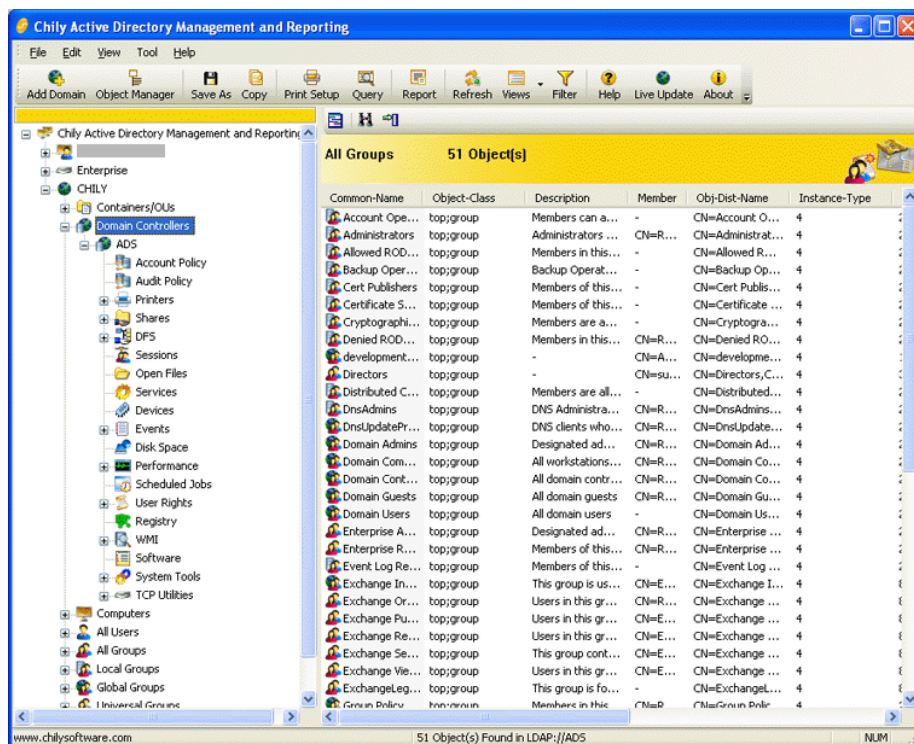 Chily Active Directory Management and Reporting
File Edit View Tool Help
Add Domain Object Manager Save As Copy Print Setup Query Report Refresh Views Filter Help Live Update About
Chily Active Directory Management and Reporting
Enterprise
CHILY
Containers/OUs
Domain Controllers
ADS
Account Policy
Audit Policy
Printers
Shares
DFS
Sessions
Open Files
Services
Devices
Events
Disk Space
Performance
Scheduled Jobs
User Rights
Registry
WMI
Software
System Tools
TCP Utilities
Computers
All Users
All Groups
Local Groups
Global Groups
Universal Groups
All Groups 51 Object(s)
Common-Name Object-Class Description Member Obj-Dist-Name Instance-Type
Account Ope... top;group Members can a... - CN=Account O... 4
Administrators top;group Administrators ... CN=R... CN=Administrat... 4
Allowed ROD... top;group Members in this... - CN=Allowed R... 4
Backup Oper... top;group Backup Operat... - CN=Backup Op... 4
Cert Publishers top;group Members of this... - CN=Cert Publis... 4
Certificate S... top;group Members of this... - CN=Certificate ... 4
Cryptographi... top;group Members are a... - CN=Cryptogra... 4
Denied ROD... top;group Members in this... CN=R... CN=Denied RO... 4
development... top;group - CN=A... CN=developme... 4
Directors top;group - CN=su... CN=Directors,C... 4
Distributed C... top;group Members are all... - CN=Distributed... 4
DnsAdmins top;group DNS Administra... CN=R... CN=DnsAdmins... 4
DnsUpdatePr... top;group DNS clients who... CN=R... CN=DnsUpdate... 4
Domain Admins top;group Designated ad... CN=R... CN=Domain Ad... 4
Domain Com... top;group All workstations... CN=R... CN=Domain Co... 4
Domain Cont... top;group All domain contr... CN=R... CN=Domain Co... 4
Domain Guests top;group All domain guests CN=R... CN=Domain Gu... 4
Domain Users top;group All domain users - CN=Domain Us... 4
Enterprise A... top;group Designated ad... CN=R... CN=Enterprise ... 4
Enterprise R... top;group Members of this... CN=R... CN=Enterprise ... 4
Event Log Re... top;group Members of this... - CN=Event Log ... 4
Exchange In... top;group This group is us... CN=E... CN=Exchange I... 4
Exchange Or... top;group Users in this gr... CN=R... CN=Exchange ... 4
Exchange Pu... top;group Users in this gr... CN=E... CN=Exchange ... 4
Exchange Re... top;group Users in this gr... CN=E... CN=Exchange ... 4
Exchange Se... top;group This group cont... CN=E... CN=Exchange ... 4
Exchange Vie... top;group Users in this gr... CN=E... CN=Exchange ... 4
ExchangeLeg... top;group This group is fo... - CN=ExchangeL... 4
Group Policy ... top;group Members in this... CN=R... CN=Group Polic... 4
www.chilysoftware.com 51 Object(s) Found in LDAP://ADS NUM